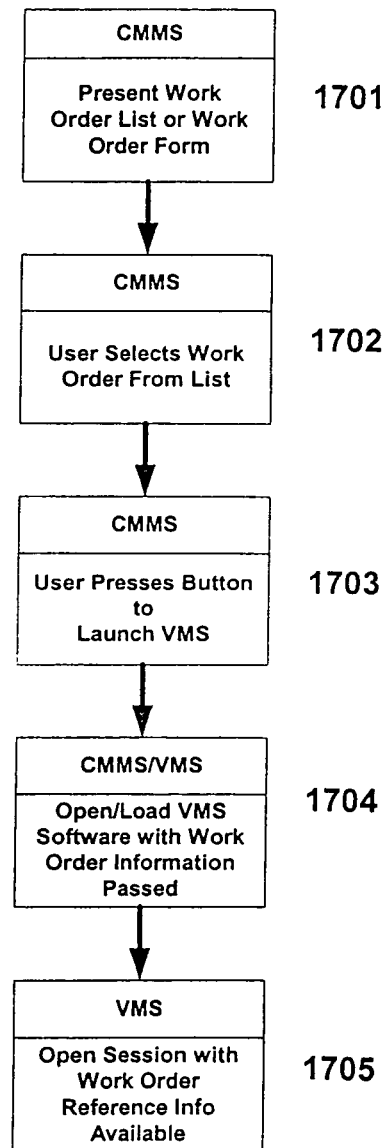 CMMS
Present Work
Order List or Work
Order Form
1701
CMMS
User Selects Work
Order From List
1702
CMMS
User Presses Button
to
Launch VMS
1703
CMMS/VMS
Open/Load VMS
Software with Work
Order Information
Passed
1704
VMS
Open Session with
Work Order
Reference Info
Available
1705